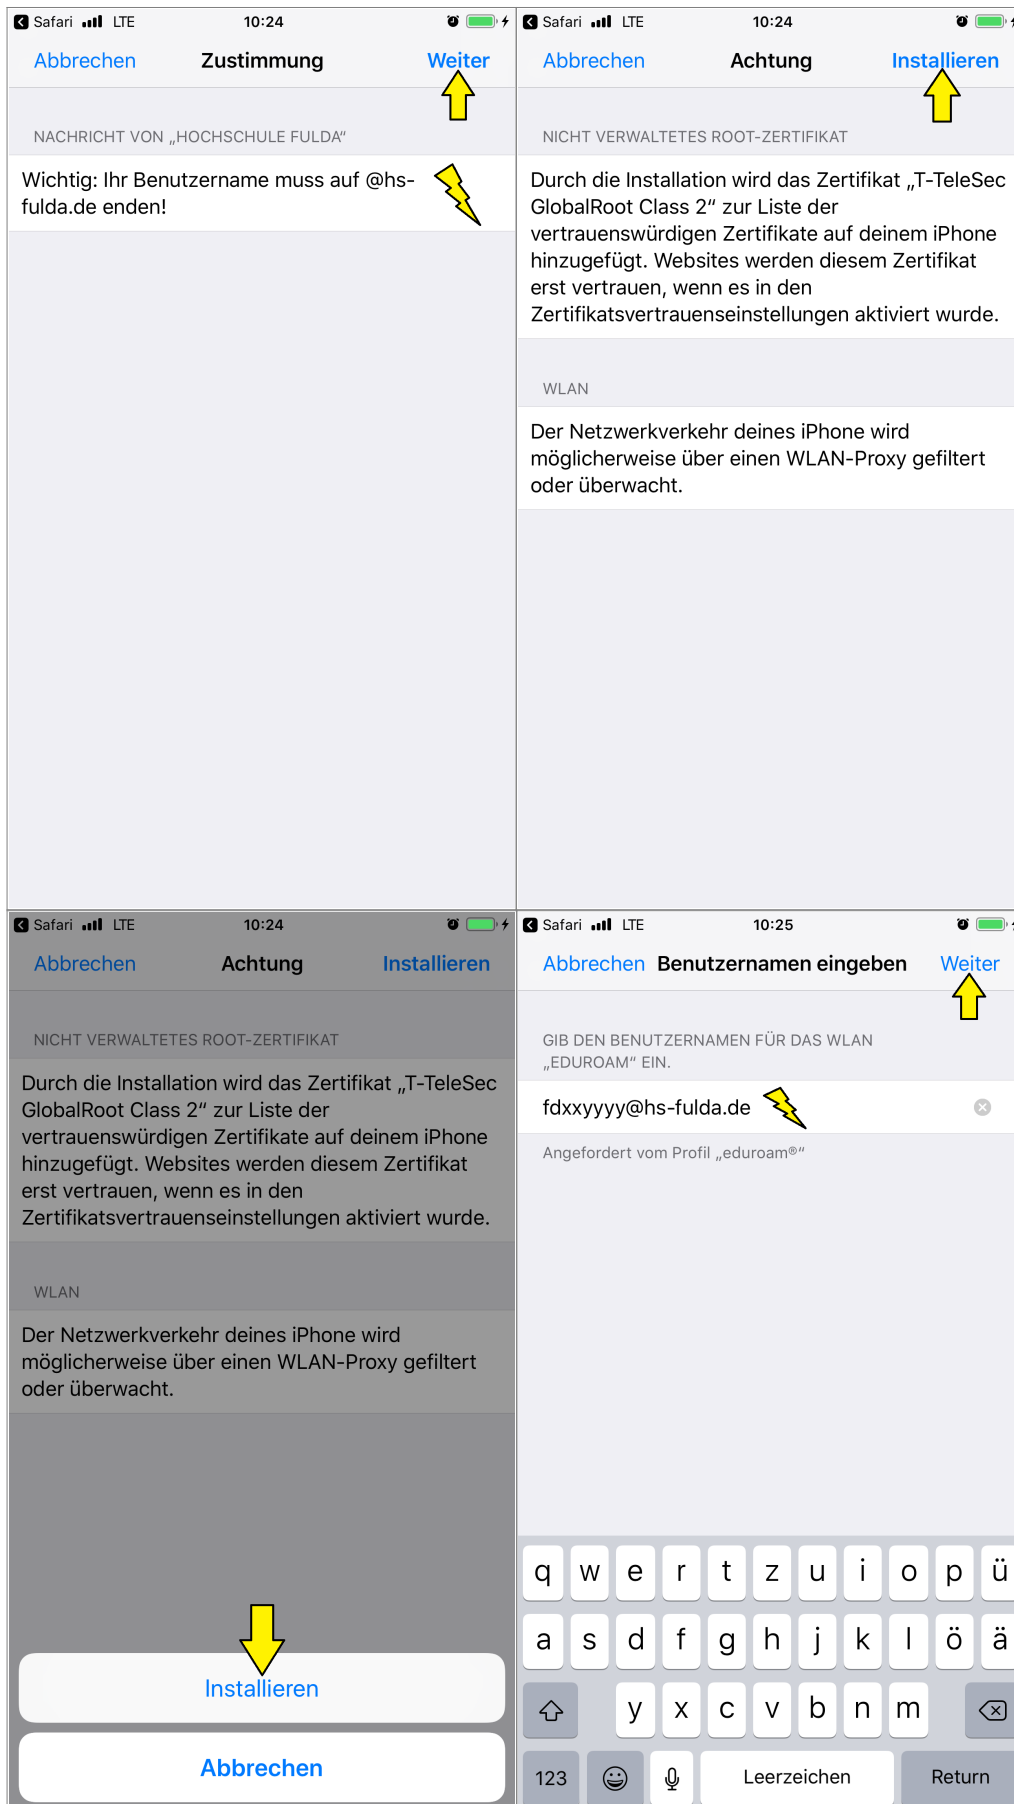 Safari LTE 10:24
Abbrechen Zustimmung Weiter
NACHRICHT VON „HOCHSCHULE FULDA“
Wichtig: Ihr Benutzername muss auf @hs-
fulda.de enden!
Safari LTE 10:24
Abbrechen Achtung Installieren
NICHT VERWALTETES ROOT-ZERTIFIKAT
Durch die Installation wird das Zertifikat „T-TeleSec
GlobalRoot Class 2“ zur Liste der
vertrauenswürdigen Zertifikate auf deinem iPhone
hinzugefügt. Websites werden diesem Zertifikat
erst vertrauen, wenn es in den
Zertifikatsvertrauenseinstellungen aktiviert wurde.
WLAN
Der Netzwerkverkehr deines iPhone wird
möglicherweise über einen WLAN-Proxy gefiltert
oder überwacht.
Safari LTE 10:24
Abbrechen Achtung Installieren
NICHT VERWALTETES ROOT-ZERTIFIKAT
Durch die Installation wird das Zertifikat „T-TeleSec
GlobalRoot Class 2“ zur Liste der
vertrauenswürdigen Zertifikate auf deinem iPhone
hinzugefügt. Websites werden diesem Zertifikat
erst vertrauen, wenn es in den
Zertifikatsvertrauenseinstellungen aktiviert wurde.
WLAN
Der Netzwerkverkehr deines iPhone wird
möglicherweise über einen WLAN-Proxy gefiltert
oder überwacht.
Installieren
Abbrechen
Safari LTE 10:25
Abbrechen Benutzernamen eingeben Weiter
GIB DEN BENUTZERNAMEN FÜR DAS WLAN
„EDUROAM“ EIN.
fdxxyyyy@hs-fulda.de
Angefordert vom Profil „eduroam®“
q w e r t z u i o p ü
a s d f g h j k l ö ä
y x c v b n m
123 Leerzeichen Return